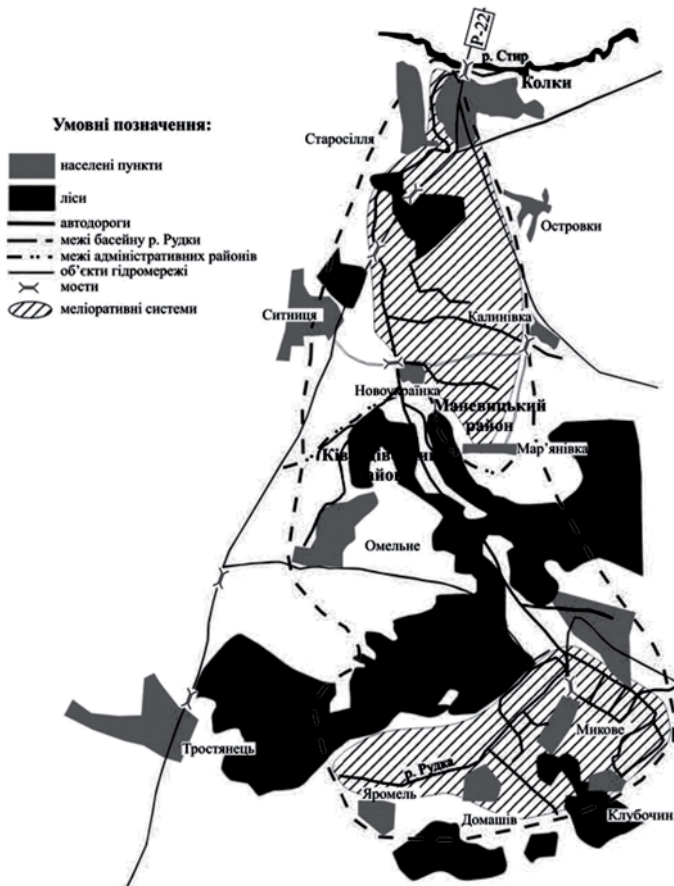 P-22
р. Стир
Колки
Умовні позначення:
Старосілля
населені пункти
ліси
Островки
автодороги
межі басейну р. Рудки
межі адміністративних районів
об'єкти гідромережі
мости
меліоративні системи
Ситниця
Калинівка
Новоукраїнка
Маневицький
район
Мар'янівка
район
Омельне
Микове
Тростянець
р. Рудка
Яромель
Домашів
Клубочин